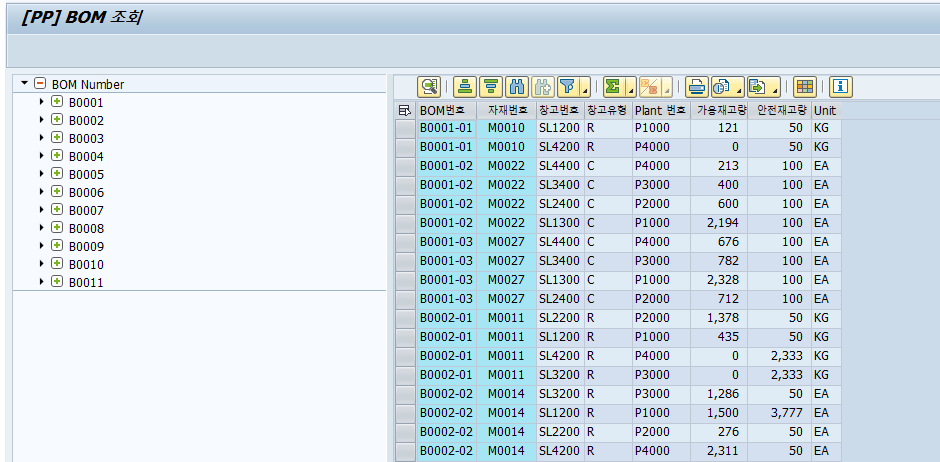 [PP] BOM 조회
BOM Number
B0001
B0002
B0003
B0004
B0005
B0006
B0007
B0008
B0009
B0010
B0011
BOM번호 자재번호 창고번호 창고유형 Plant 번호 가용재고량 안전재고량 Unit
B0001-01 M0010 SL1200 R P1000 121 50 KG
B0001-01 M0010 SL4200 R P4000 0 50 KG
B0001-02 M0022 SL4400 C P4000 213 100 EA
B0001-02 M0022 SL3400 C P3000 400 100 EA
B0001-02 M0022 SL2400 C P2000 600 100 EA
B0001-02 M0022 SL1300 C P1000 2,194 100 EA
B0001-03 M0027 SL4400 C P4000 676 100 EA
B0001-03 M0027 SL3400 C P3000 782 100 EA
B0001-03 M0027 SL1300 C P1000 2,328 100 EA
B0001-03 M0027 SL2400 C P2000 712 100 EA
B0002-01 M0011 SL2200 R P2000 1,378 50 KG
B0002-01 M0011 SL1200 R P1000 435 50 KG
B0002-01 M0011 SL4200 R P4000 0 2,333 KG
B0002-01 M0011 SL3200 R P3000 0 2,333 KG
B0002-02 M0014 SL3200 R P3000 1,286 50 EA
B0002-02 M0014 SL1200 R P1000 1,500 3,777 EA
B0002-02 M0014 SL2200 R P2000 276 50 EA
B0002-02 M0014 SL4200 R P4000 2,311 50 EA